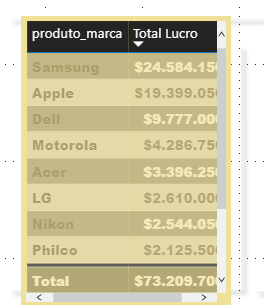 produto_marca Total Lucro
Samsung $24.584.150
Apple $19.399.050
Dell $9.777.000
Motorola $4.286.750
Acer $3.396.250
LG $2.610.000
Nikon $2.544.050
Philco $2.125.500
Total $73.209.700